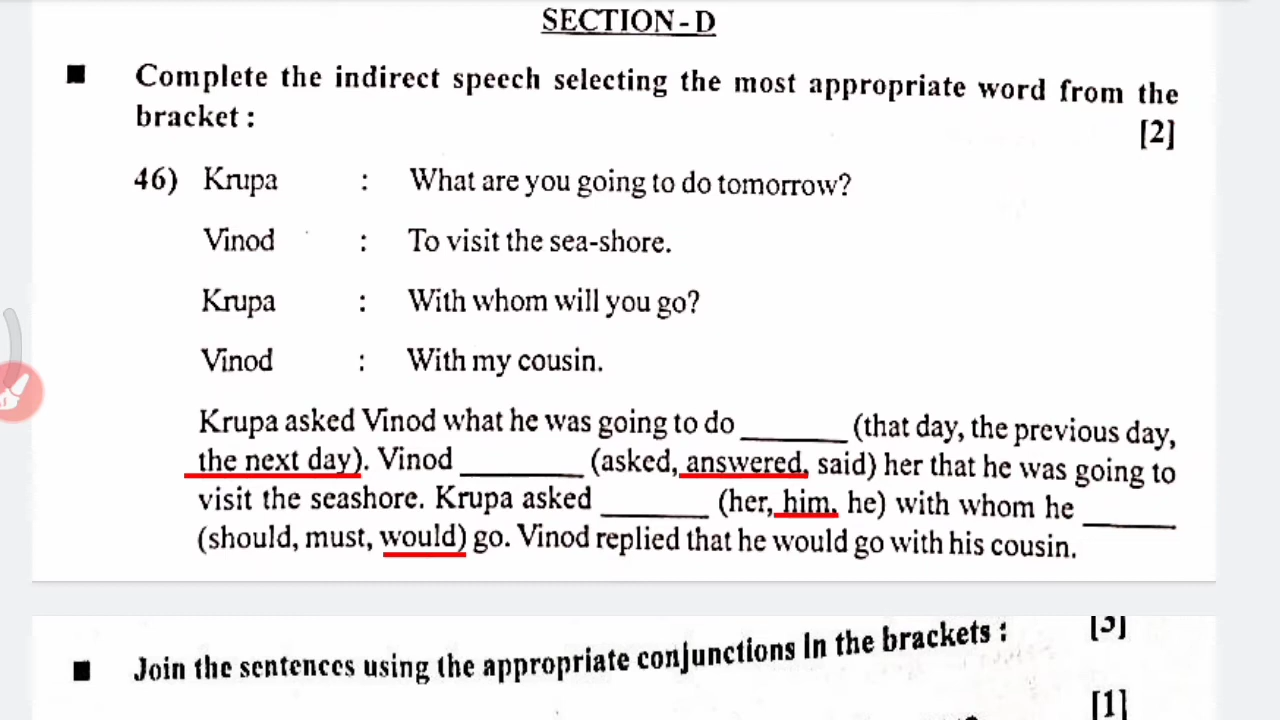 SECTION - D
■ Complete the indirect speech selecting the most appropriate word from the
bracket : [2]
46) Krupa : What are you going to do tomorrow?
Vinod : To visit the sea-shore.
Krupa : With whom will you go?
Vinod : With my cousin.
Krupa asked Vinod what he was going to do ______ (that day, the previous day,
the next day). Vinod ______ (asked, answered, said) her that he was going to
visit the seashore. Krupa asked ______ (her, him, he) with whom he ______
(should, must, would) go. Vinod replied that he would go with his cousin.
■ Join the sentences using the appropriate conjunctions In the brackets : [3]
[1]